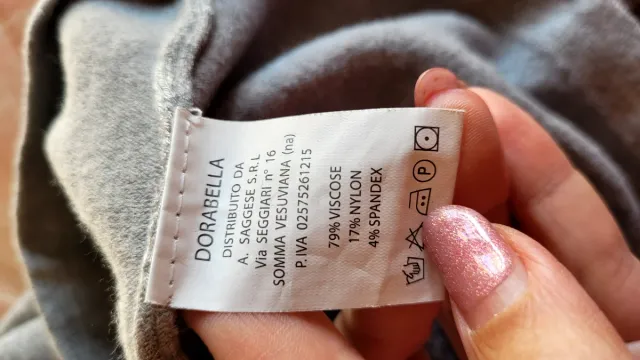 DORABELLA
DISTRIBUITO DA
A. SAGGESE S.R.L
Via SEGGIARI n° 16
SOMMA VESUVIANA (na)
P. IVA 02575261215
79% VISCOSE
17% NYLON
4% SPANDEX
P